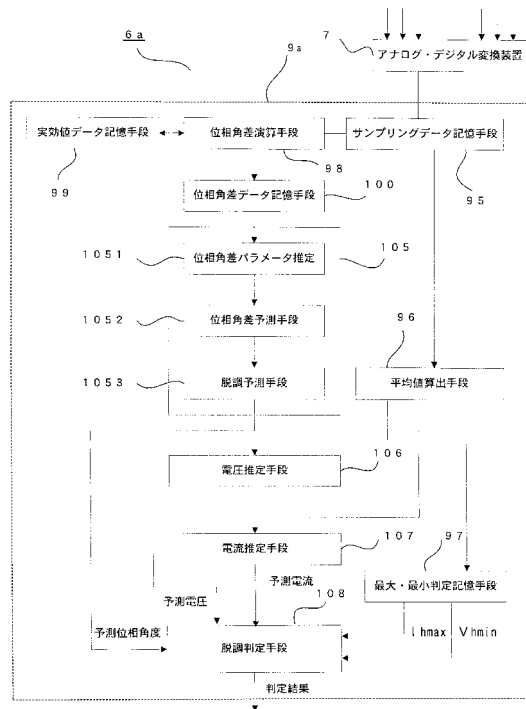 6a
7
アナログ・デジタル変換装置
9a
実効値データ記憶手段
位相角差演算手段
サンプリングデータ記憶手段
99
98
95
位相角差データ記憶手段
100
1051
位相角差パラメータ推定
105
1052
位相角差予測手段
96
1053
脱調予測手段
平均値算出手段
電圧推定手段
106
電流推定手段
107
97
予測電流
最大・最小判定記憶手段
予測電圧
108
Ihmax
Vhmin
予測位相角度
脱調判定手段
判定結果